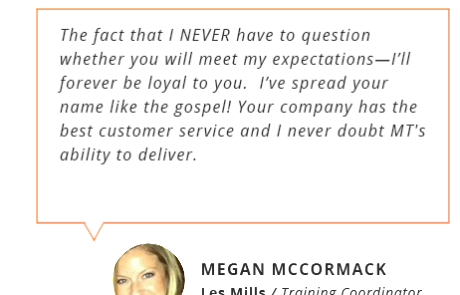 The fact that I NEVER have to question
whether you will meet my expectations—I'll
forever be loyal to you.  I've spread your
name like the gospel! Your company has the
best customer service and I never doubt MT's
ability to deliver.
MEGAN MCCORMACK
Les Mills / Training Coordinator